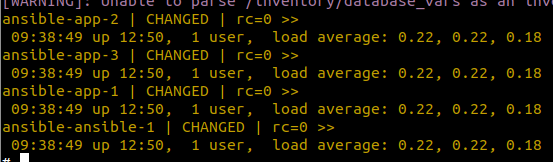 [WARNING]: Unable to parse /inventory/database_vars as an inve
ansible-app-2 | CHANGED | rc=0 >>
09:38:49 up 12:50,  1 user,  load average: 0.22, 0.22, 0.18
ansible-app-3 | CHANGED | rc=0 >>
09:38:49 up 12:50,  1 user,  load average: 0.22, 0.22, 0.18
ansible-app-1 | CHANGED | rc=0 >>
09:38:49 up 12:50,  1 user,  load average: 0.22, 0.22, 0.18
ansible-ansible-1 | CHANGED | rc=0 >>
09:38:49 up 12:50,  1 user,  load average: 0.22, 0.22, 0.18
#